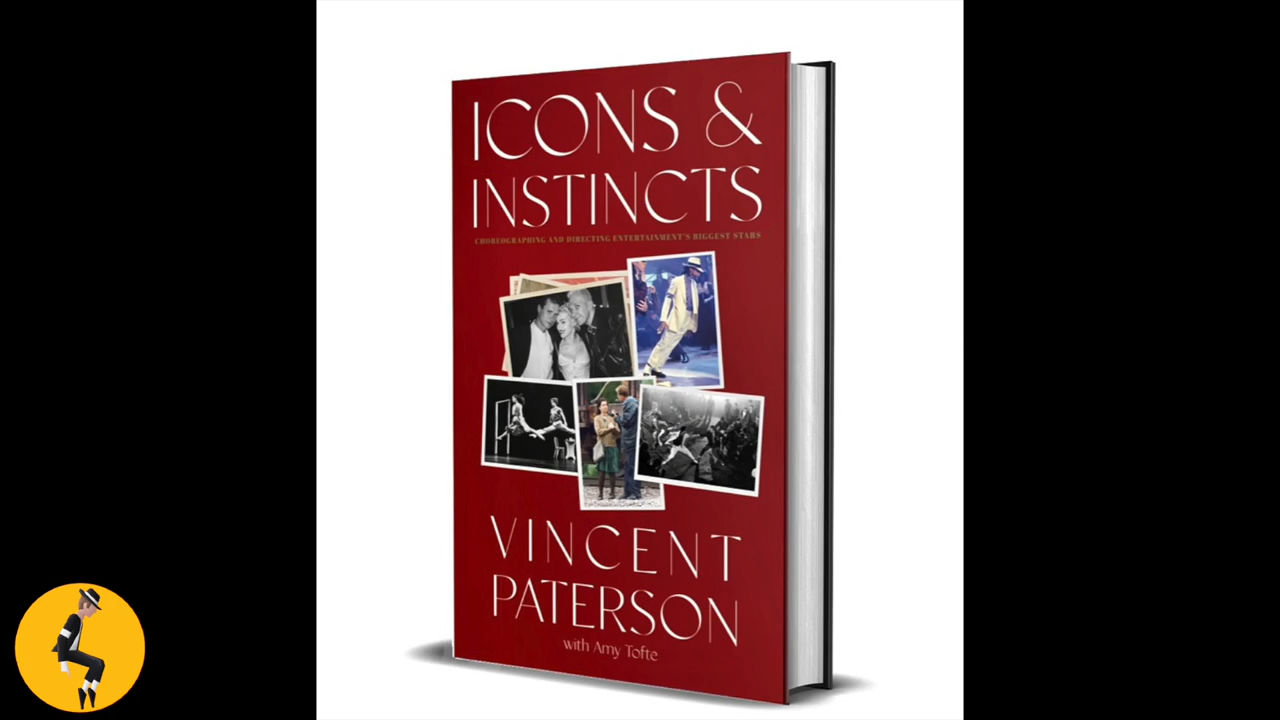 ICONS &
INSTINCTS
CHOREOGRAPHING AND DIRECTING ENTERTAINMENT'S BIGGEST STARS
VINCENT
PATERSON
with Amy Tofte